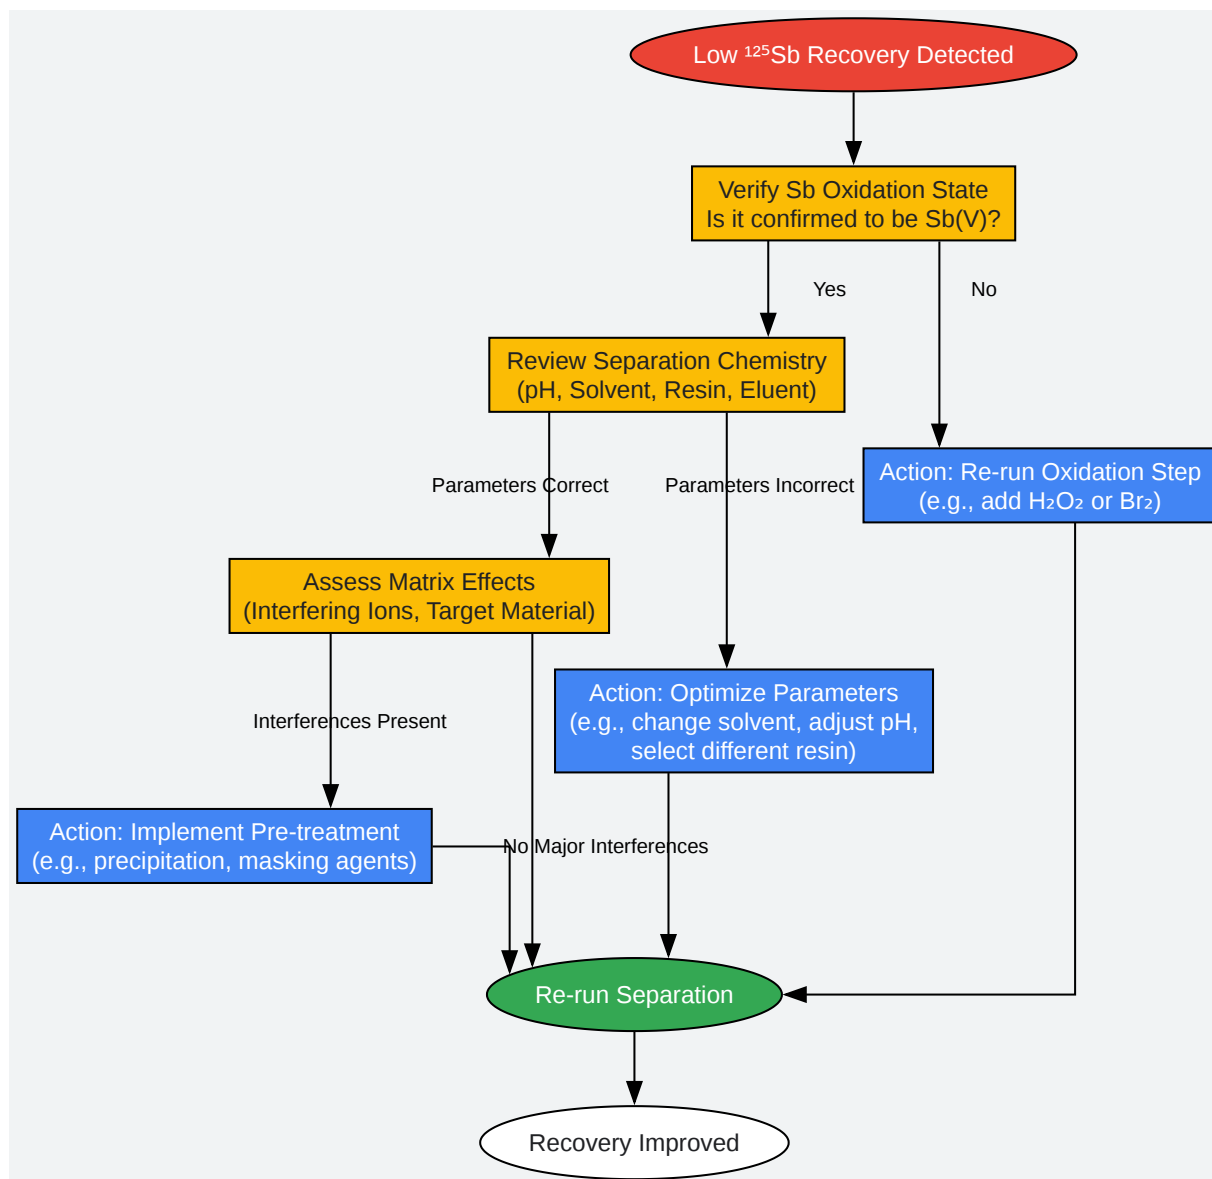 Low ¹²⁵Sb Recovery Detected
Verify Sb Oxidation State
Is it confirmed to be Sb(V)?
Yes
No
Review Separation Chemistry
(pH, Solvent, Resin, Eluent)
Parameters Correct
Parameters Incorrect
Action: Re-run Oxidation Step
(e.g., add H₂O₂ or Br₂)
Assess Matrix Effects
(Interfering Ions, Target Material)
Interferences Present
Action: Optimize Parameters
(e.g., change solvent, adjust pH,
select different resin)
Action: Implement Pre-treatment
(e.g., precipitation, masking agents)
No Major Interferences
Re-run Separation
Recovery Improved